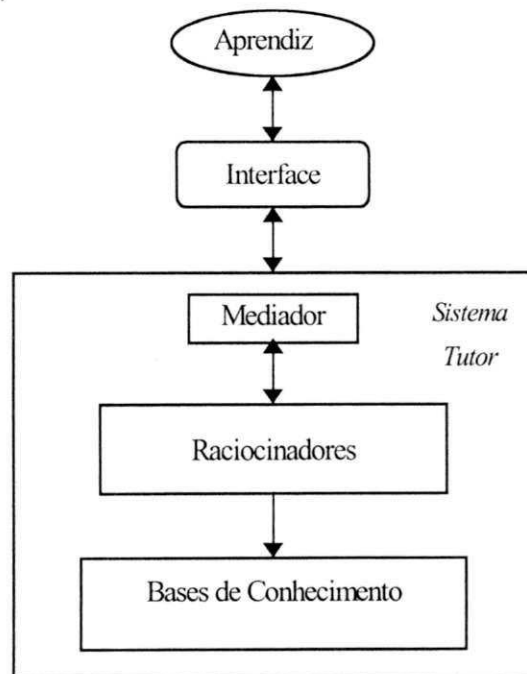 Aprendiz
Interface
Mediador
Sistema
Tutor
Raciocinadores
Bases de Conhecimento